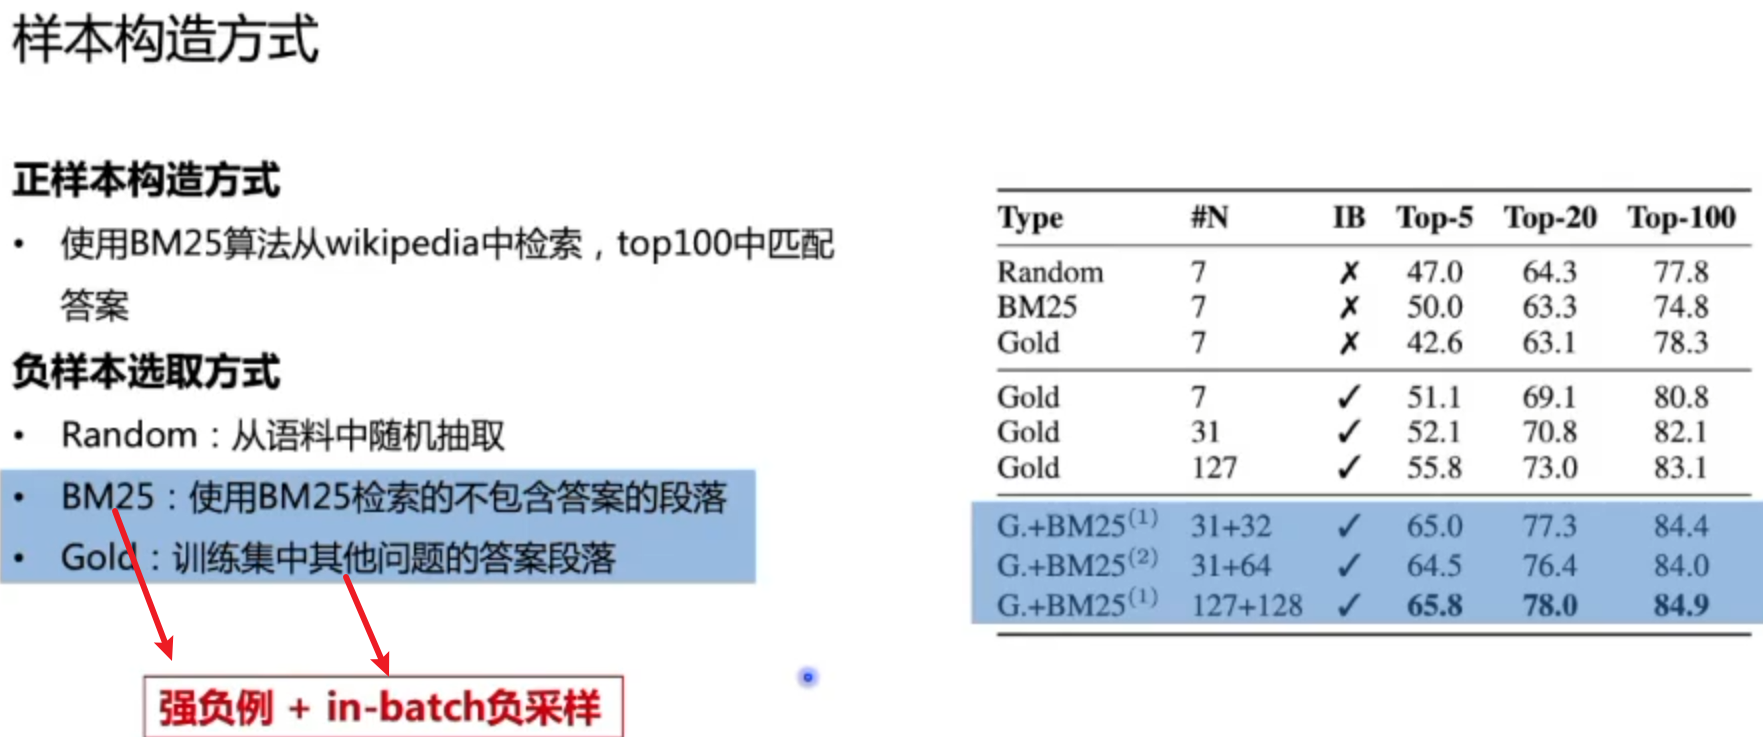 样本构造方式
正样本构造方式
• 使用BM25算法从wikipedia中检索，top100中匹配
答案
负样本选取方式
• Random：从语料中随机抽取
• BM25：使用BM25检索的不包含答案的段落
• Gold：训练集中其他问题的答案段落
强负例 + in-batch负采样
Type #N IB Top-5 Top-20 Top-100
Random 7 ✗ 47.0 64.3 77.8
BM25 7 ✗ 50.0 63.3 74.8
Gold 7 ✗ 42.6 63.1 78.3
Gold 7 ✓ 51.1 69.1 80.8
Gold 31 ✓ 52.1 70.8 82.1
Gold 127 ✓ 55.8 73.0 83.1
G.+BM25(1) 31+32 ✓ 65.0 77.3 84.4
G.+BM25(2) 31+64 ✓ 64.5 76.4 84.0
G.+BM25(1) 127+128 ✓ 65.8 78.0 84.9